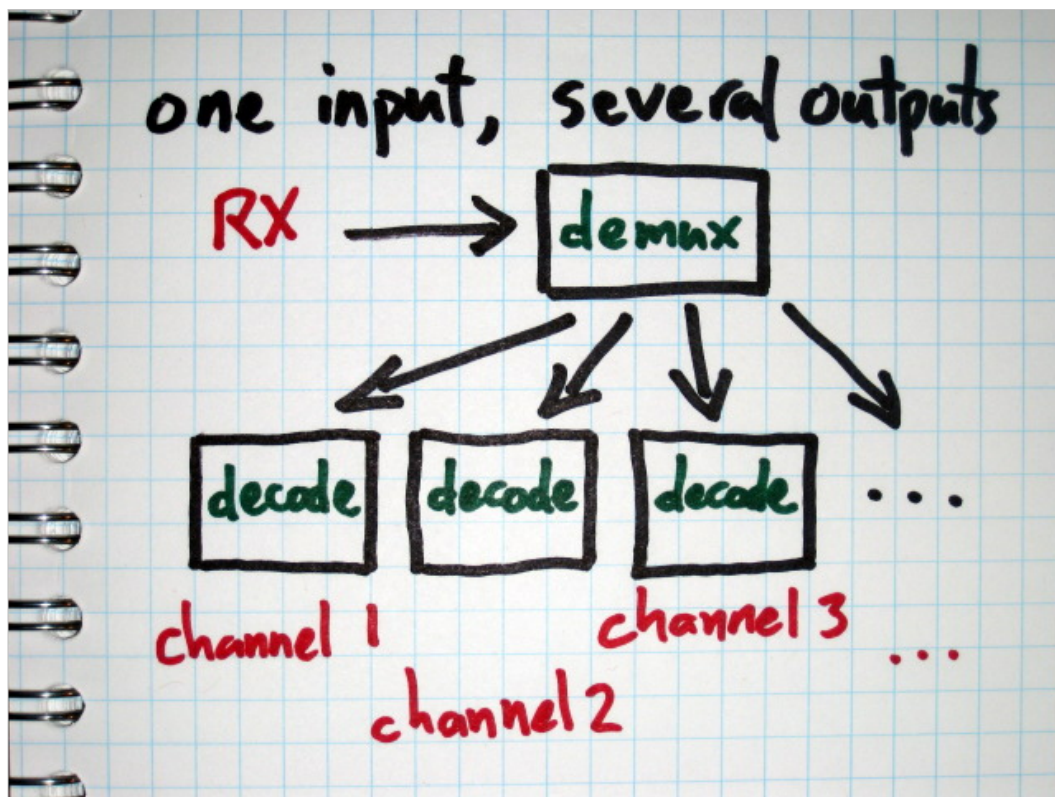 one input, several outputs
RX → demux
decode decode decode ...
channel 1 channel 3 ...
channel 2